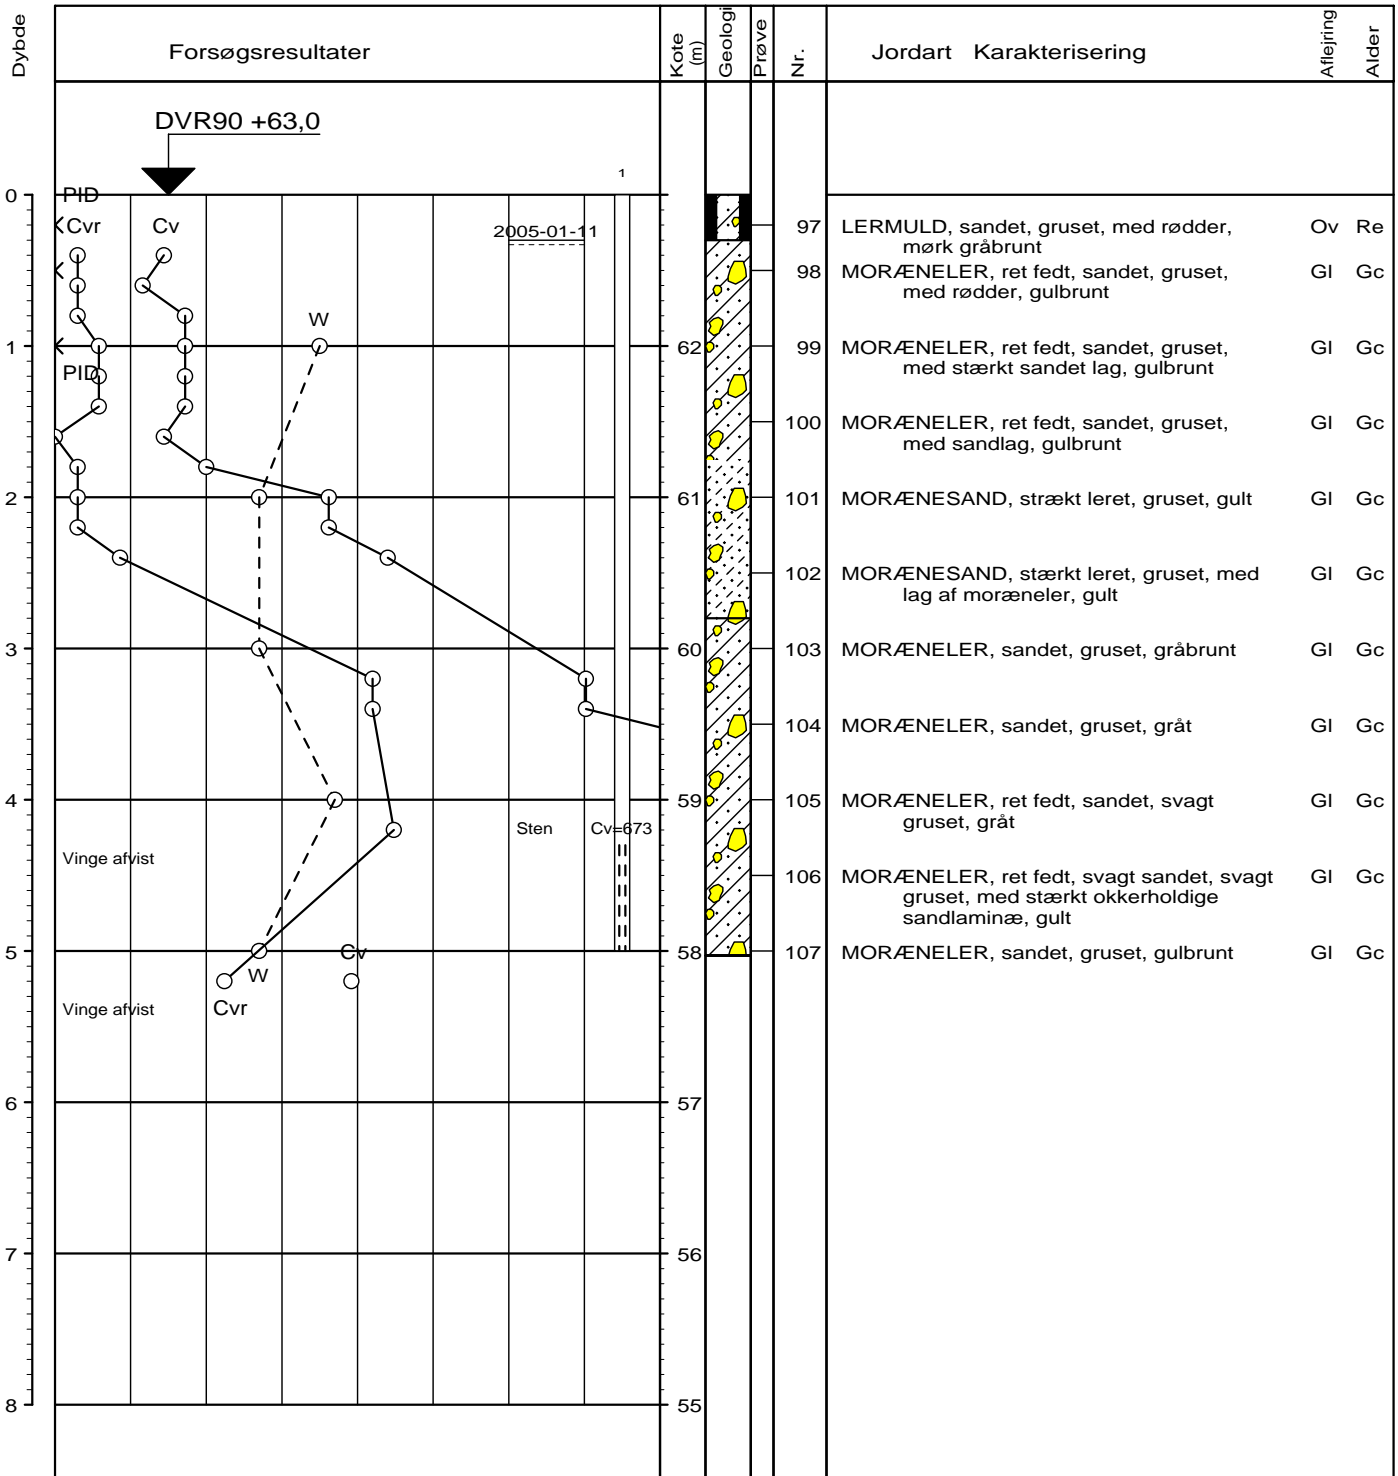 Dybde
Forsøgsresultater
Kote (m)
Geologi
Prøve
Nr.
Jordart Karakterisering
Aflejring
Alder
DVR90 +63,0
1
0
PID
Cvr
Cv
2005-01-11
97 LERMULD, sandet, gruset, med rødder, Ov Re
mørk gråbrunt
98 MORÆNELER, ret fedt, sandet, gruset, Gl Gc
med rødder, gulbrunt
W
1
62
99 MORÆNELER, ret fedt, sandet, gruset, Gl Gc
med stærkt sandet lag, gulbrunt
PID
100 MORÆNELER, ret fedt, sandet, gruset, Gl Gc
med sandlag, gulbrunt
2
61
101 MORÆNESAND, strækt leret, gruset, gult Gl Gc
102 MORÆNESAND, stærkt leret, gruset, med Gl Gc
lag af moræneler, gult
3
60
103 MORÆNELER, sandet, gruset, gråbrunt Gl Gc
104 MORÆNELER, sandet, gruset, gråt Gl Gc
4
59
105 MORÆNELER, ret fedt, sandet, svagt Gl Gc
gruset, gråt
Sten
Cv=673
Vinge afvist
106 MORÆNELER, ret fedt, svagt sandet, svagt Gl Gc
gruset, med stærkt okkerholdige
sandlaminæ, gult
5
58
107 MORÆNELER, sandet, gruset, gulbrunt Gl Gc
Cv
W
Vinge afvist
Cvr
6
57
7
56
8
55